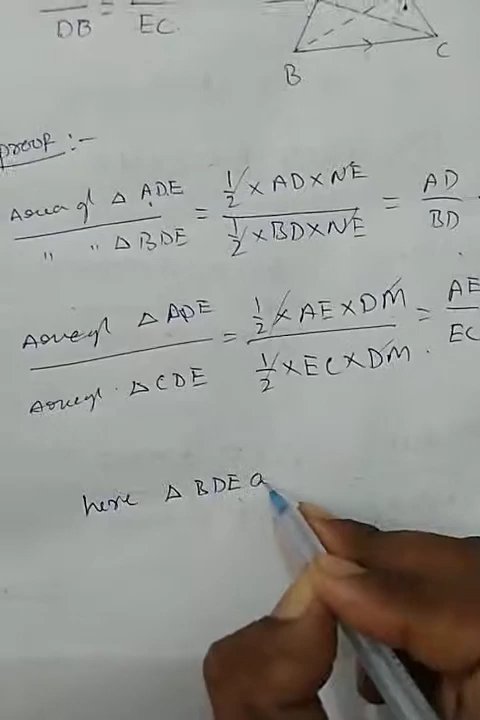 DB = EC
B C
proof :-
Area of △ ADE / " " △ BDE = 1/2 × AD × NE / 1/2 × BD × NE = AD / BD
Area of △ ADE / Area of △ CDE = 1/2 × AE × DM / 1/2 × EC × DM = AE / EC
here △ BDE a